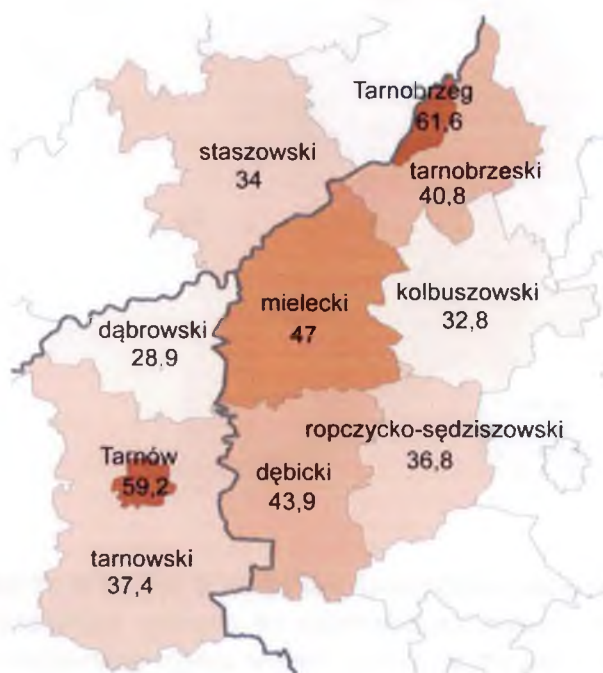 Tarnobrzeg
61,6
staszowski
34
tarnobrzeski
40,8
mielecki
47
kolbuszowski
32,8
dąbrowski
28,9
ropczycko-sędziszowski
36,8
Tarnów
59,2
dębicki
43,9
tarnowski
37,4